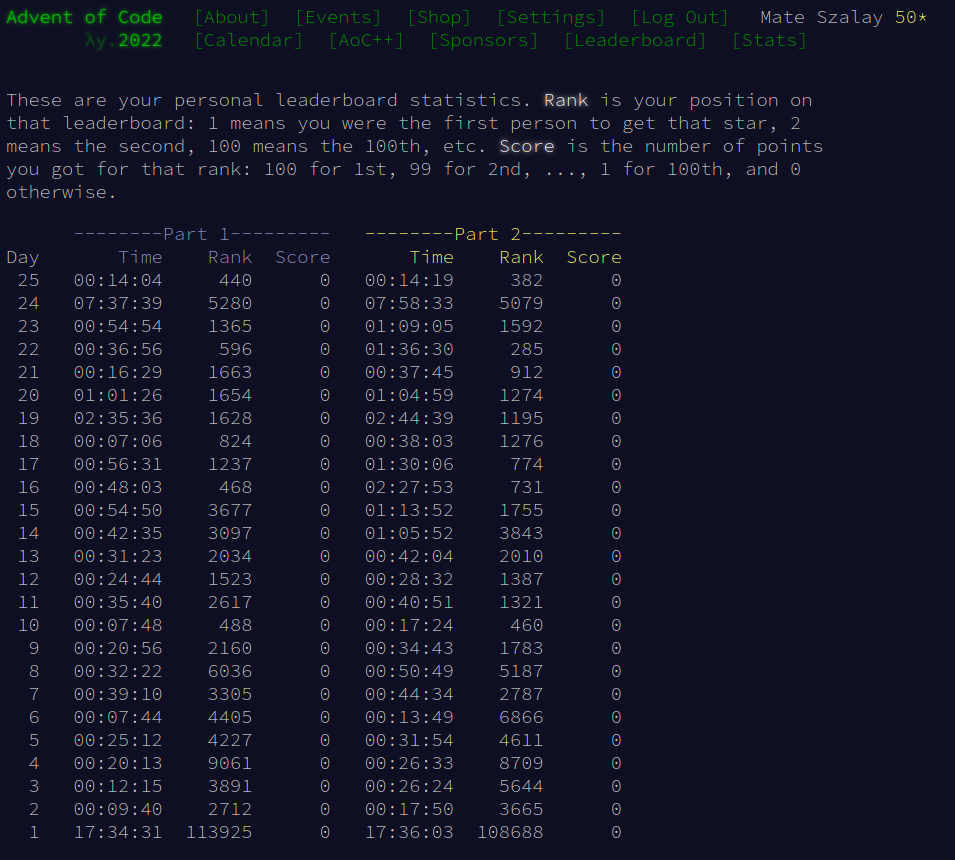 Advent of Code [About] [Events] [Shop] [Settings] [Log Out] Mate Szalay 50*
λy.2022 [Calendar] [AoC++] [Sponsors] [Leaderboard] [Stats]
These are your personal leaderboard statistics. Rank is your position on
that leaderboard: 1 means you were the first person to get that star, 2
means the second, 100 means the 100th, etc. Score is the number of points
you got for that rank: 100 for 1st, 99 for 2nd, ..., 1 for 100th, and 0
otherwise.
--------Part 1--------- --------Part 2---------
Day Time Rank Score Time Rank Score
25 00:14:04 440 0 00:14:19 382 0
24 07:37:39 5280 0 07:58:33 5079 0
23 00:54:54 1365 0 01:09:05 1592 0
22 00:36:56 596 0 01:36:30 285 0
21 00:16:29 1663 0 00:37:45 912 0
20 01:01:26 1654 0 01:04:59 1274 0
19 02:35:36 1628 0 02:44:39 1195 0
18 00:07:06 824 0 00:38:03 1276 0
17 00:56:31 1237 0 01:30:06 774 0
16 00:48:03 468 0 02:27:53 731 0
15 00:54:50 3677 0 01:13:52 1755 0
14 00:42:35 3097 0 01:05:52 3843 0
13 00:31:23 2034 0 00:42:04 2010 0
12 00:24:44 1523 0 00:28:32 1387 0
11 00:35:40 2617 0 00:40:51 1321 0
10 00:07:48 488 0 00:17:24 460 0
9 00:20:56 2160 0 00:34:43 1783 0
8 00:32:22 6036 0 00:50:49 5187 0
7 00:39:10 3305 0 00:44:34 2787 0
6 00:07:44 4405 0 00:13:49 6866 0
5 00:25:12 4227 0 00:31:54 4611 0
4 00:20:13 9061 0 00:26:33 8709 0
3 00:12:15 3891 0 00:26:24 5644 0
2 00:09:40 2712 0 00:17:50 3665 0
1 17:34:31 113925 0 17:36:03 108688 0